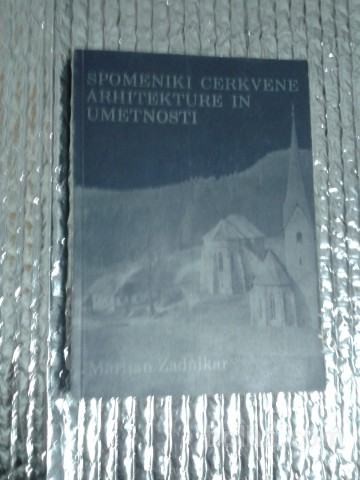 SPOMENIKI CERKVENE
ARHITEKTURE IN
UMETNOSTI
Marijan Zadnikar